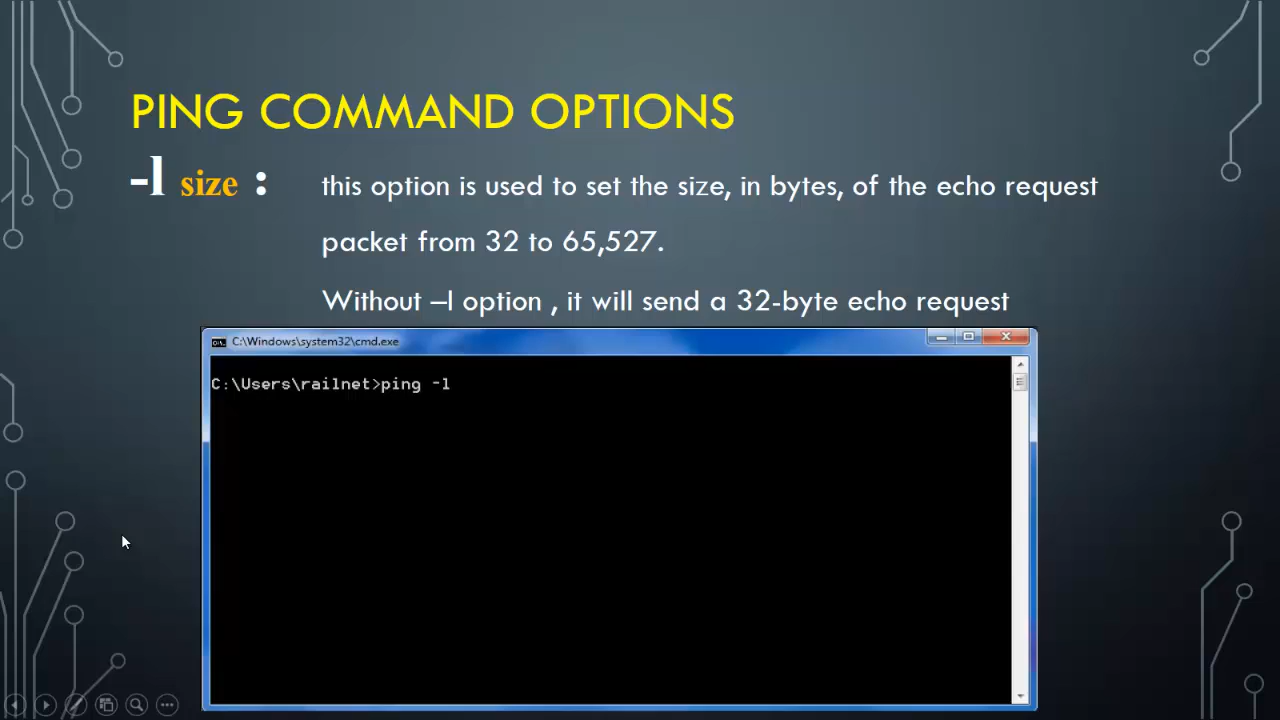 PING COMMAND OPTIONS
-l size : this option is used to set the size, in bytes, of the echo request
packet from 32 to 65,527.
Without –l option , it will send a 32-byte echo request
C:\Windows\system32\cmd.exe
C:\Users\railnet>ping -l